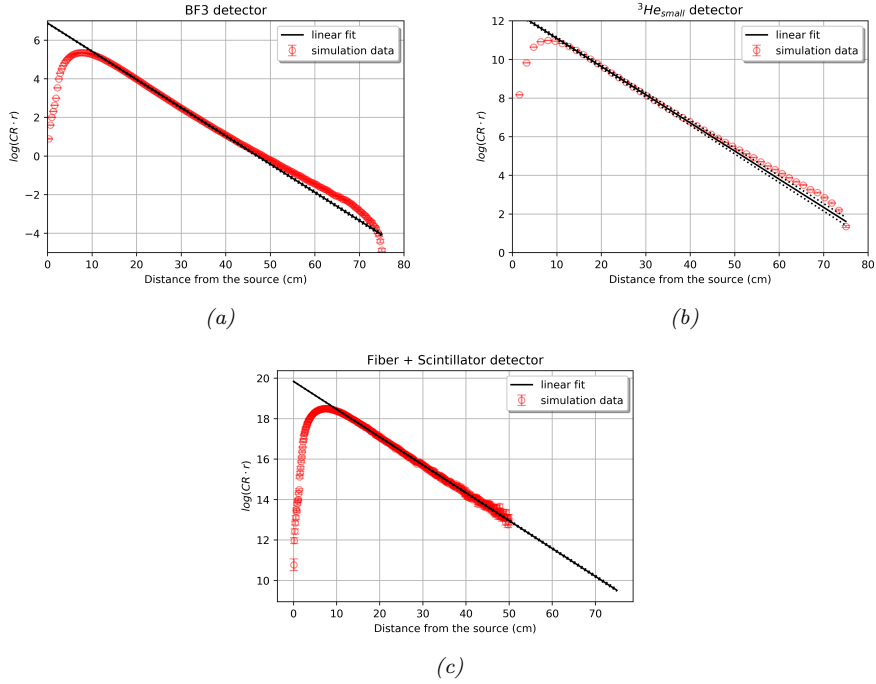 BF3 detector
6
4
2
0
−2
−4
0 10 20 30 40 50 60 70 80
log(CR · r)
Distance from the source (cm)
linear fit
simulation data
(a)
³He_small detector
12
10
8
6
4
2
0
0 10 20 30 40 50 60 70 80
log(CR · r)
Distance from the source (cm)
linear fit
simulation data
(b)
Fiber + Scintillator detector
20
18
16
14
12
10
0 10 20 30 40 50 60 70
log(CR · r)
Distance from the source (cm)
linear fit
simulation data
(c)